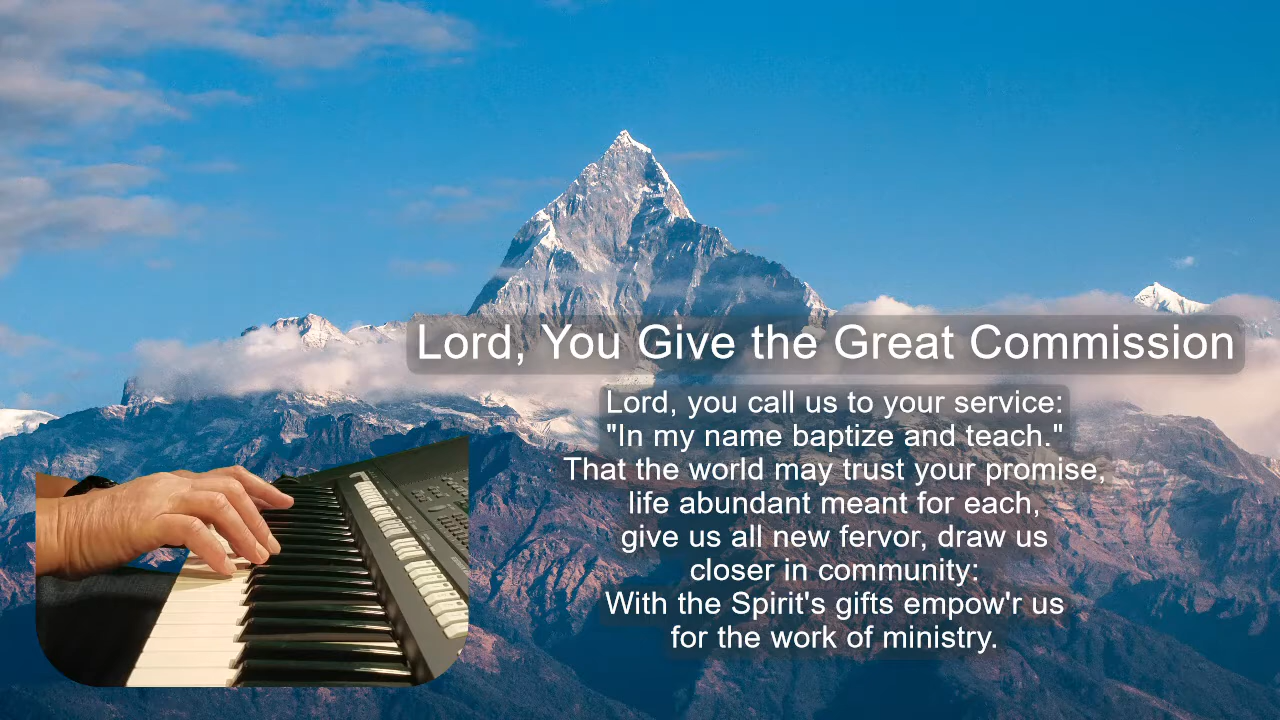 Lord, You Give the Great Commission
Lord, you call us to your service:
"In my name baptize and teach."
That the world may trust your promise,
life abundant meant for each,
give us all new fervor, draw us
closer in community:
With the Spirit's gifts empow'r us
for the work of ministry.